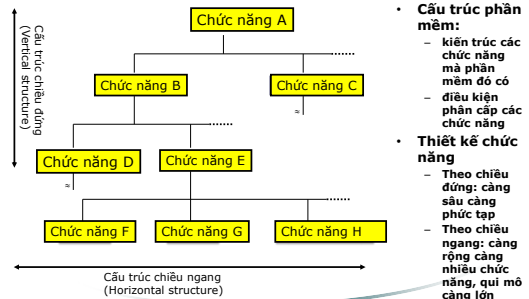 Chức năng A
Cấu trúc chiều đứng
(Vertical structure)
Chức năng B
Chức năng C
Chức năng D
Chức năng E
Chức năng F
Chức năng G
Chức năng H
Cấu trúc chiều ngang
(Horizontal structure)
• Cấu trúc phần
mềm:
– kiến trúc các
chức năng
mà phần
mềm đó có
– điều kiện
phân cấp các
chức năng
• Thiết kế chức
năng
– Theo chiều
đứng: càng
sâu càng
phức tạp
– Theo chiều
ngang: càng
rộng càng
nhiều chức
năng, qui mô
càng lớn